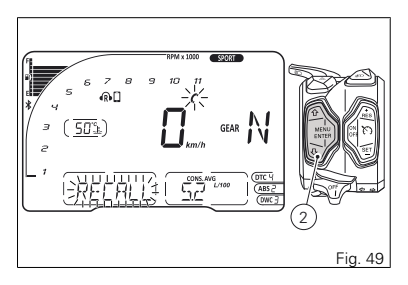 RPM x 1000 SPORT
F
E
1 2 3 4 5 6 7 8 9 10 11
R
50°C
0 km/h
GEAR N
RECALL
CONS. AVG
5.2 L/100
DTC 4
ABS 2
DWC 3
MENU
ENTER
RES
ON
OFF
SET
OFF
2
Fig. 49